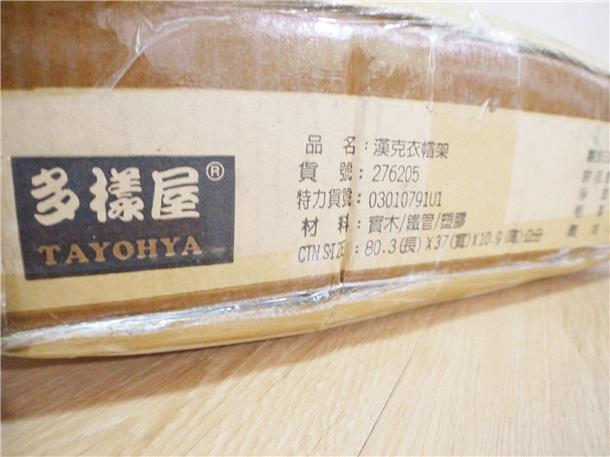 多樣屋®
TAYOHYA
品 名：漢克衣帽架
貨 號：276205
特力貨號：03010791U1
材 料：實木/鐵管/塑膠
CTN SIZE：80.3(長)X37(寬)X10.9(高)公分
淨